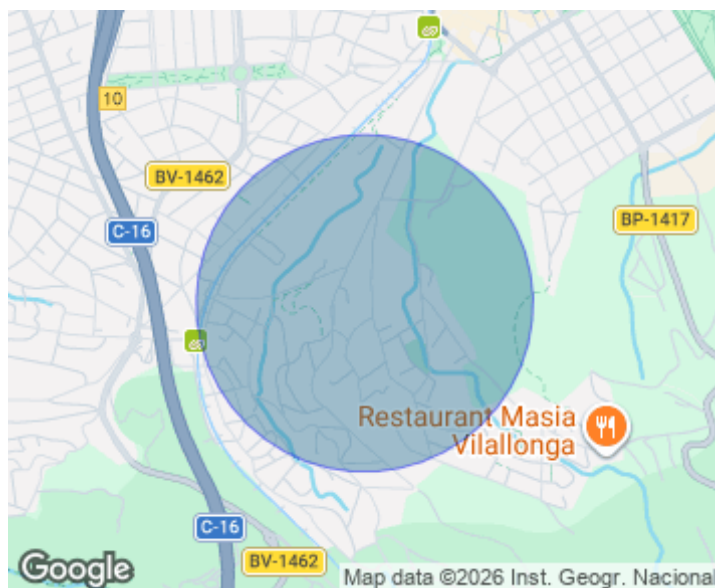 10
BV-1462
C-16
BP-1417
Restaurant Masia
Vilallonga
C-16
BV-1462
Google
Map data ©2026 Inst. Geogr. Nacional